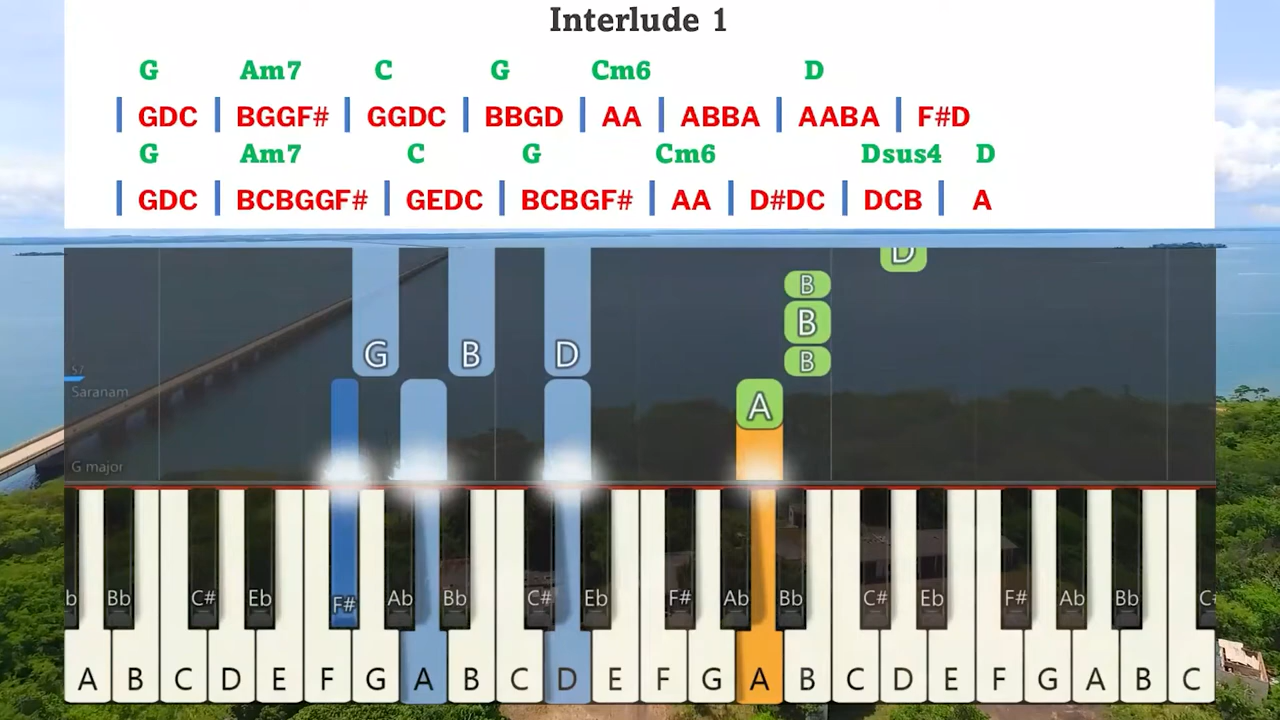 Interlude 1
G Am7 C G Cm6 D
| GDC | BGGF# | GGDC | BBGD | AA | ABBA | AABA | F#D
G Am7 C G Cm6 Dsus4 D
| GDC | BCBGGF# | GEDC | BCBGF# | AA | D#DC | DCB | A
D
B
B
G B D B
57
Saranam
A
G major
b Bb C# Eb F# Ab Bb C# Eb F# Ab Bb C# Eb F# Ab Bb C#
A B C D E F G A B C D E F G A B C D E F G A B C